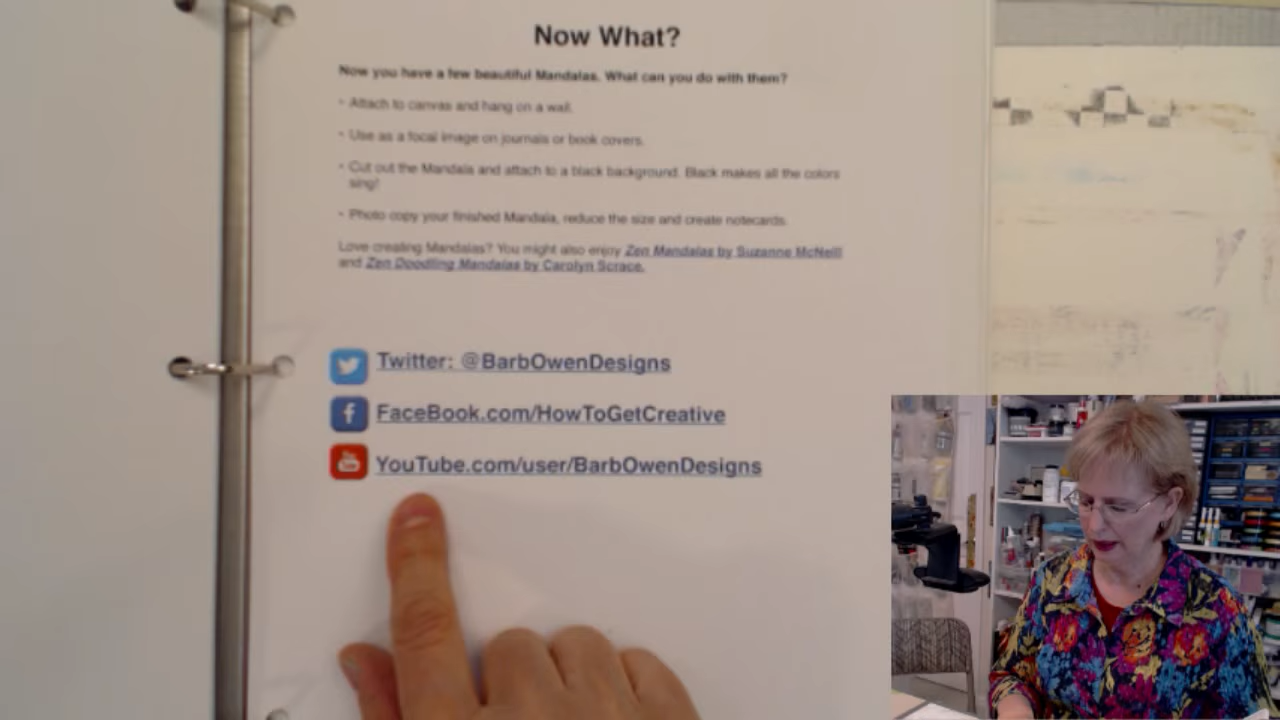 Now What?
Now you have a few beautiful Mandalas. What can you do with them?
• Attach to canvas and hang on a wall.
• Use as a focal image on journals or book covers.
• Cut out the Mandala and attach to a black background. Black makes all the colors
sing!
• Photo copy your finished Mandala, reduce the size and create notecards.
Love creating Mandalas? You might also enjoy Zen Mandalas by Suzanne McNeill
and Zen Doodling Mandalas by Carolyn Scrace.
Twitter: @BarbOwenDesigns
FaceBook.com/HowToGetCreative
YouTube.com/user/BarbOwenDesigns